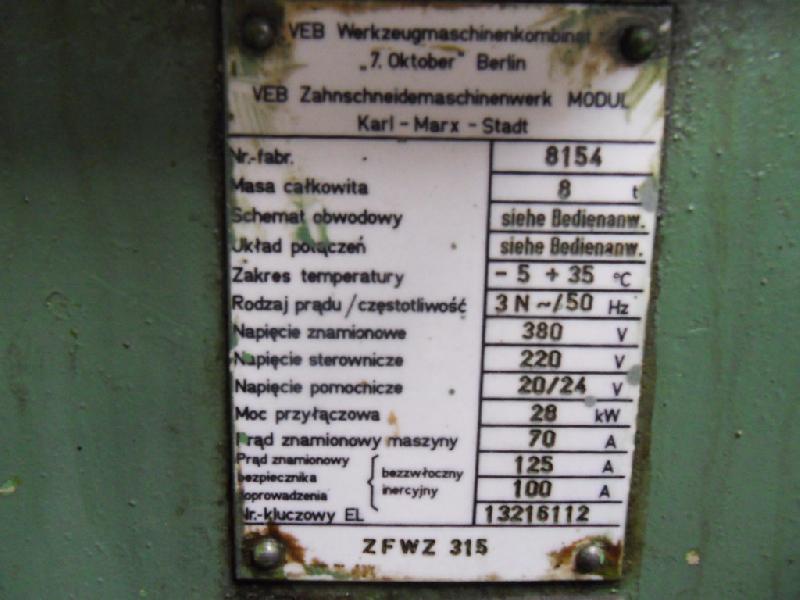 VEB Werkzeugmaschinenkombinat
„7. Oktober" Berlin
VEB Zahnschneidemaschinenwerk MODUL
Karl - Marx - Stadt
Nr.-fabr. 8154
Masa całkowita 8 t
Schemat obwodowy siehe Bedienanw.
Układ połączeń siehe Bedienanw.
Zakres temperatury - 5 + 35 °C
Rodzaj prądu / częstotliwość 3 N ~/50 Hz
Napięcie znamionowe 380 V
Napięcie sterownicze 220 V
Napięcie pomochicze 20/24 V
Moc przyłączowa 28 kW
Prąd znamionowy maszyny 70 A
Prąd znamionowy
bezpiecznika bezzwłoczny 125 A
doprowadzenia inercyjny 100 A
Nr.-kluczowy EL 13216112
ZFWZ 315